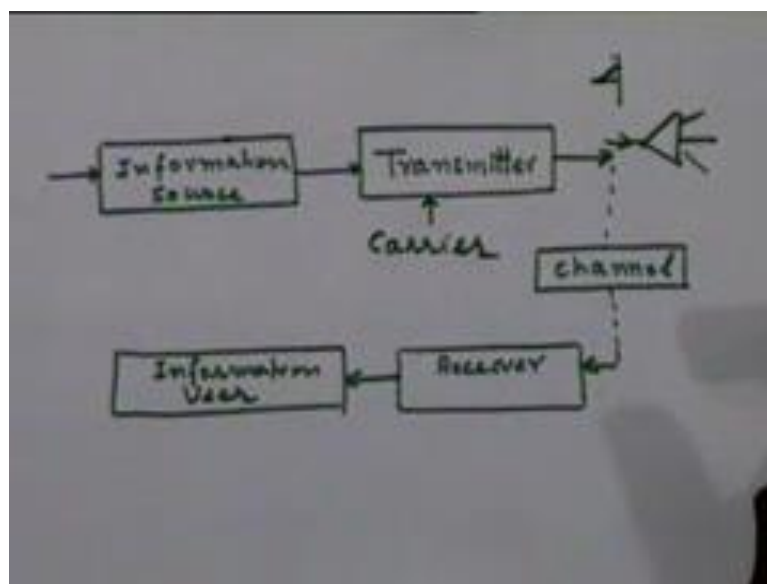 Information
Source
Transmitter
Carrier
Channel
Receiver
Information
User